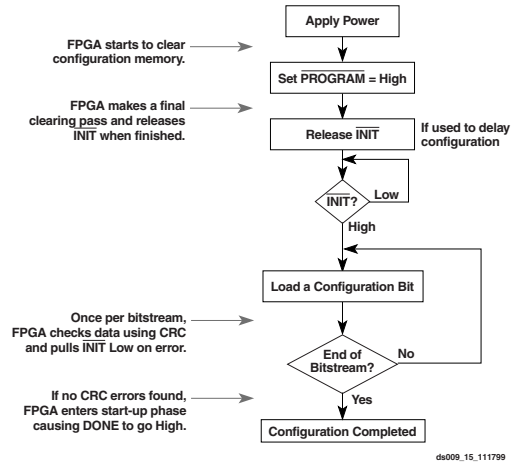 Apply Power
FPGA starts to clear
configuration memory.
Set PROGRAM = High
FPGA makes a final
clearing pass and releases
INIT when finished.
Release INIT
If used to delay
configuration
INIT?
Low
High
Load a Configuration Bit
Once per bitstream,
FPGA checks data using CRC
and pulls INIT Low on error.
End of
Bitstream?
No
Yes
If no CRC errors found,
FPGA enters start-up phase
causing DONE to go High.
Configuration Completed
ds009_15_111799